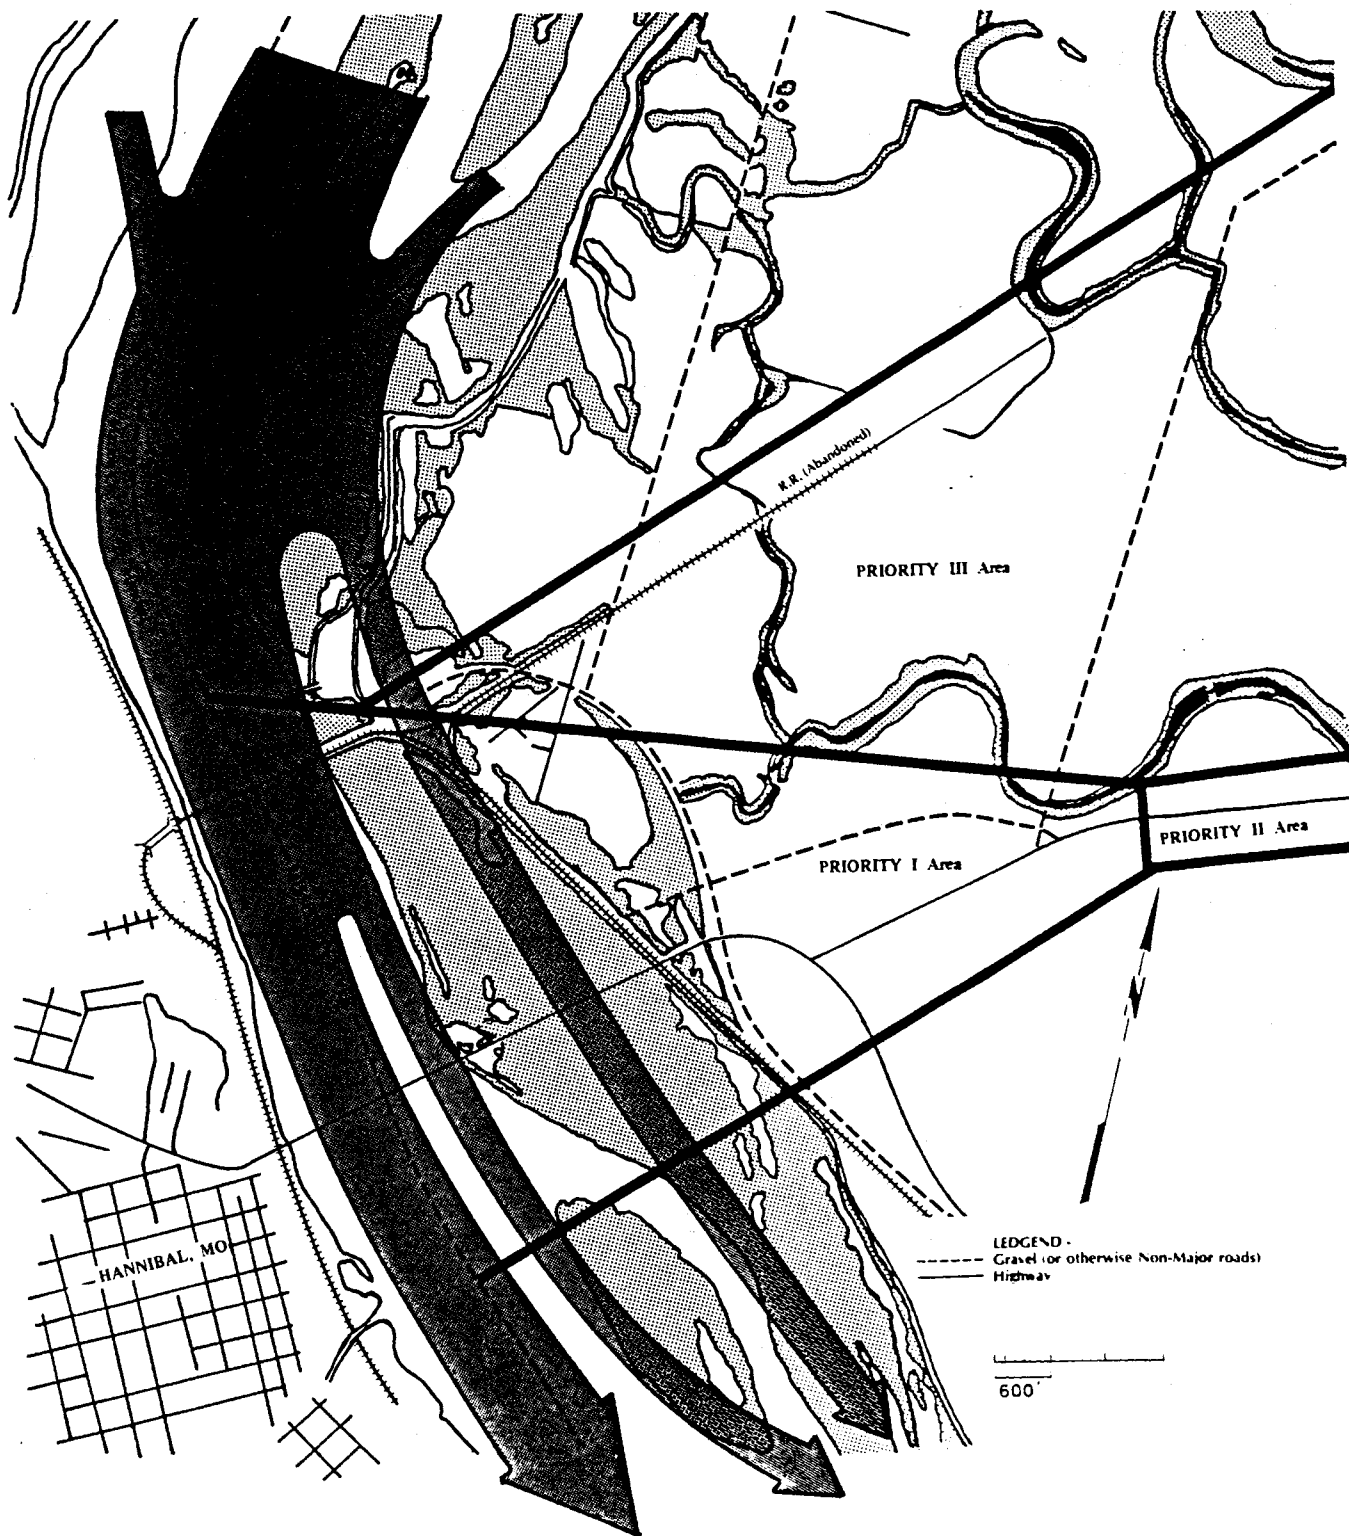 R.R. (Abandoned)
PRIORITY III Area
PRIORITY II Area
PRIORITY I Area
N
HANNIBAL, MO
LEDGEND -
Gravel (or otherwise Non-Major roads)
Highway
600'